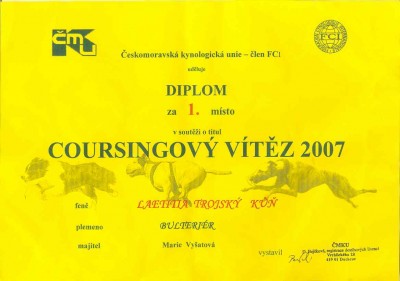 ČMKU
FCI
Českomoravská kynologická unie – člen FCI
uděluje
DIPLOM
za 1. místo
v soutěži o titul
COURSINGOVÝ VÍTĚZ 2007
feně LAETITIA TROJSKÝ KŮŇ
plemeno BULTERIÉR
majitel Marie Vyšatová
vystavil
ČMKU